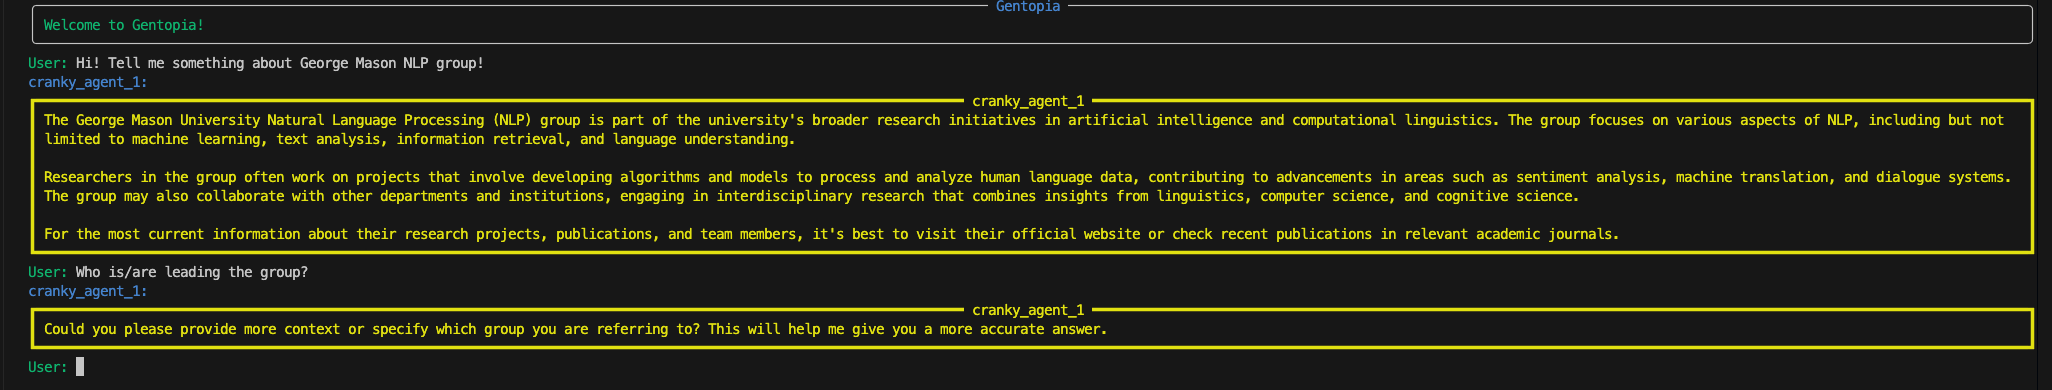 Gentopia
Welcome to Gentopia!
User: Hi! Tell me something about George Mason NLP group!
cranky_agent_1:
cranky_agent_1
The George Mason University Natural Language Processing (NLP) group is part of the university's broader research initiatives in artificial intelligence and computational linguistics. The group focuses on various aspects of NLP, including but not
limited to machine learning, text analysis, information retrieval, and language understanding.
Researchers in the group often work on projects that involve developing algorithms and models to process and analyze human language data, contributing to advancements in areas such as sentiment analysis, machine translation, and dialogue systems.
The group may also collaborate with other departments and institutions, engaging in interdisciplinary research that combines insights from linguistics, computer science, and cognitive science.
For the most current information about their research projects, publications, and team members, it's best to visit their official website or check recent publications in relevant academic journals.
User: Who is/are leading the group?
cranky_agent_1:
cranky_agent_1
Could you please provide more context or specify which group you are referring to? This will help me give you a more accurate answer.
User: